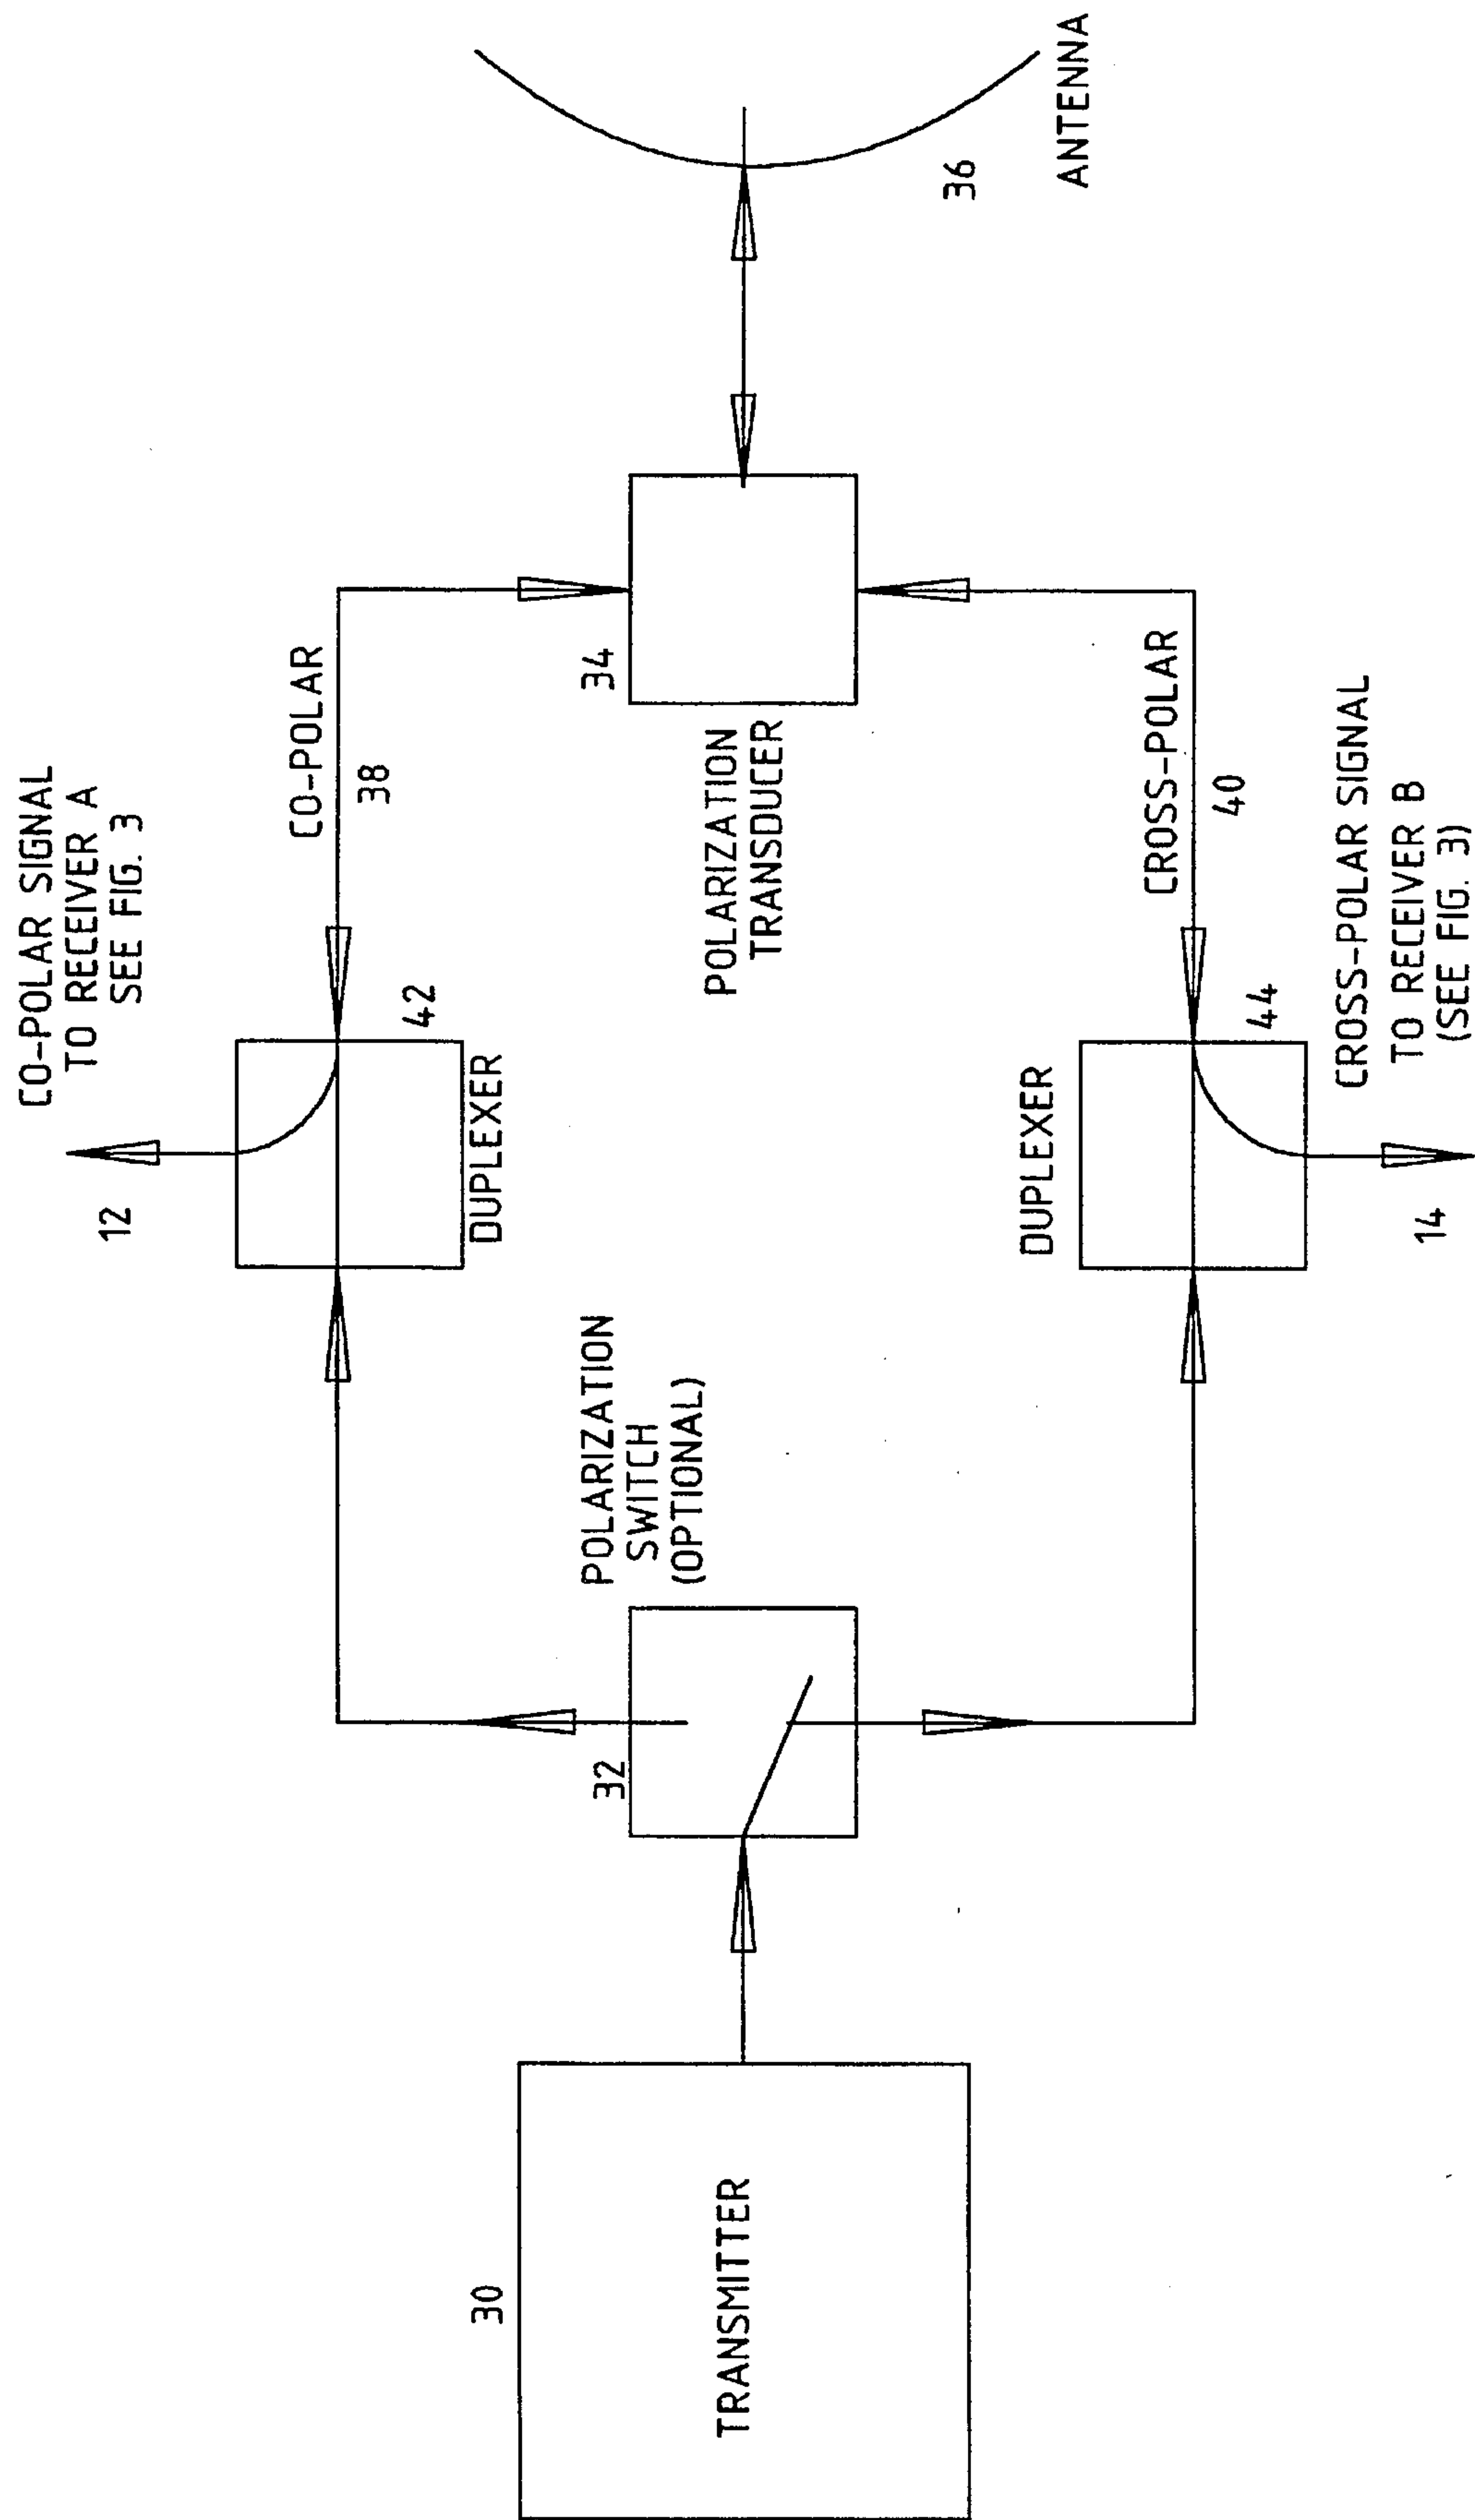 CO-POLAR SIGNAL
TO RECEIVER A
SEE FIG. 3
12
CO-POLAR
38
42
DUPLEXER
30
TRANSMITTER
32
POLARIZATION
SWITCH
(OPTIONAL)
34
POLARIZATION
TRANSDUCER
36
ANTENNA
DUPLEXER
44
CROSS-POLAR
40
14
CROSS-POLAR SIGNAL
TO RECEIVER B
(SEE FIG. 3)